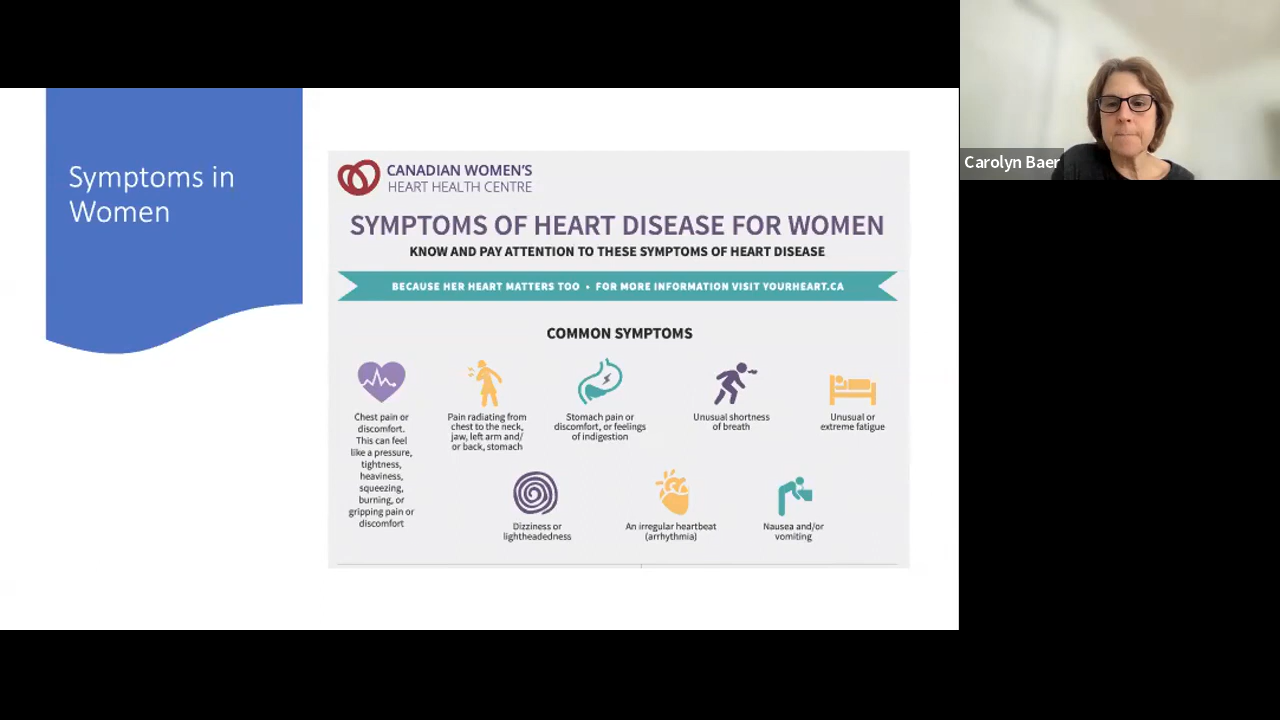 Symptoms in
Women
CANADIAN WOMEN'S
HEART HEALTH CENTRE
SYMPTOMS OF HEART DISEASE FOR WOMEN
KNOW AND PAY ATTENTION TO THESE SYMPTOMS OF HEART DISEASE
BECAUSE HER HEART MATTERS TOO • FOR MORE INFORMATION VISIT YOURHEART.CA
COMMON SYMPTOMS
Chest pain or
discomfort.
This can feel
like a pressure,
tightness,
heaviness,
squeezing,
burning, or
gripping pain or
discomfort
Pain radiating from
chest to the neck,
jaw, left arm and/
or back, stomach
Stomach pain or
discomfort, or feelings
of indigestion
Unusual shortness
of breath
Unusual or
extreme fatigue
Dizziness or
lightheadedness
An irregular heartbeat
(arrhythmia)
Nausea and/or
vomiting
Carolyn Baer